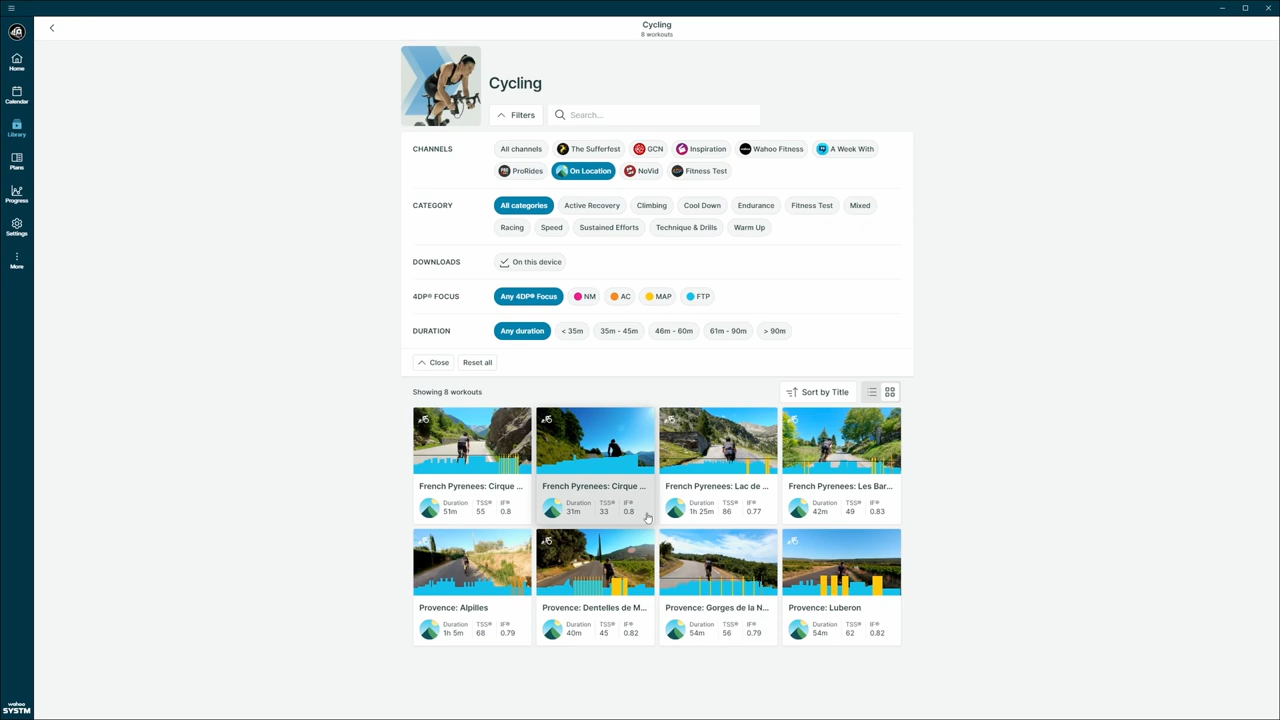 Cycling
8 workouts
Home
Calendar
Library
Plans
Progress
Settings
More
wahoo
SYSTM
Cycling
Filters
Search...
CHANNELS
All channels
The Sufferfest
GCN
Inspiration
Wahoo Fitness
A Week With
ProRides
On Location
NoVid
Fitness Test
CATEGORY
All categories
Active Recovery
Climbing
Cool Down
Endurance
Fitness Test
Mixed
Racing
Speed
Sustained Efforts
Technique & Drills
Warm Up
DOWNLOADS
On this device
4DP® FOCUS
Any 4DP® Focus
NM
AC
MAP
FTP
DURATION
Any duration
< 35m
35m - 45m
46m - 60m
61m - 90m
> 90m
Close
Reset all
Showing 8 workouts
Sort by Title
French Pyrenees: Cirque ...
Duration TSS® IF®
51m 55 0.8
French Pyrenees: Cirque ...
Duration TSS® IF®
31m 33 0.8
French Pyrenees: Lac de ...
Duration TSS® IF®
1h 25m 86 0.77
French Pyrenees: Les Bar...
Duration TSS® IF®
42m 49 0.83
Provence: Alpilles
Duration TSS® IF®
1h 5m 68 0.79
Provence: Dentelles de M...
Duration TSS® IF®
40m 45 0.82
Provence: Gorges de la N...
Duration TSS® IF®
54m 56 0.79
Provence: Luberon
Duration TSS® IF®
54m 62 0.82